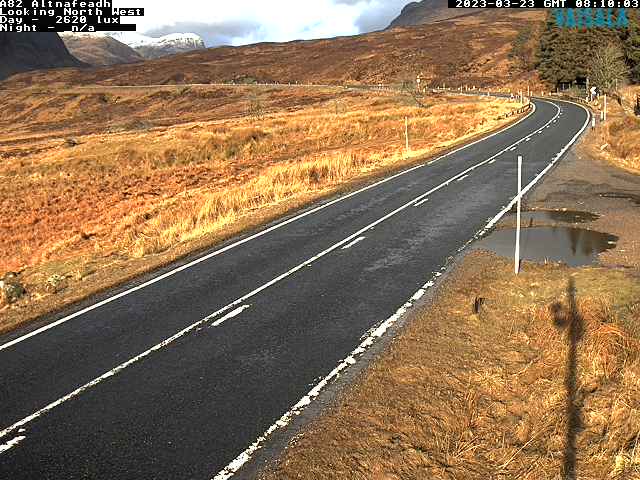 A82 Altnafeadh
Looking North West
Day - 2620 lux
Night - n/a
2023-03-23 GMT 08:10:03
VAISALA